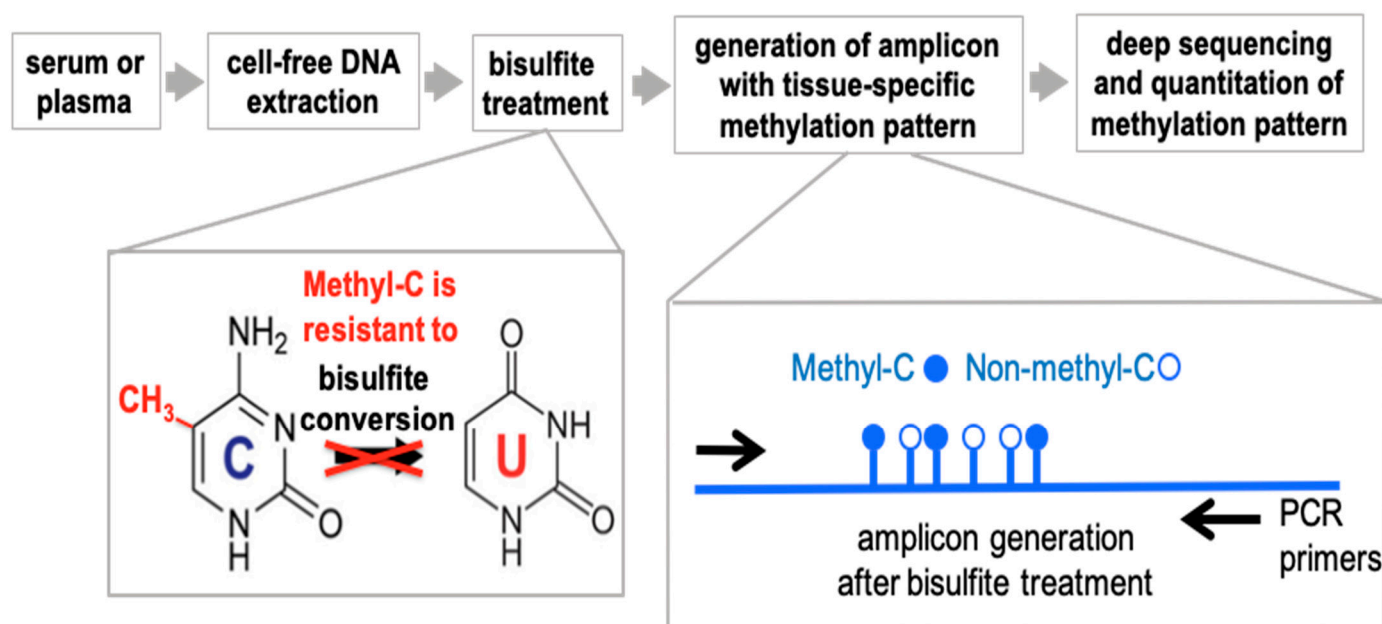 serum or
plasma
cell-free DNA
extraction
bisulfite
treatment
generation of amplicon
with tissue-specific
methylation pattern
deep sequencing
and quantitation of
methylation pattern
Methyl-C is
resistant to
bisulfite
conversion
NH2
CH3
N
C
N
H
O
O
NH
U
N
H
O
Methyl-C
Non-methyl-C
PCR
primers
amplicon generation
after bisulfite treatment